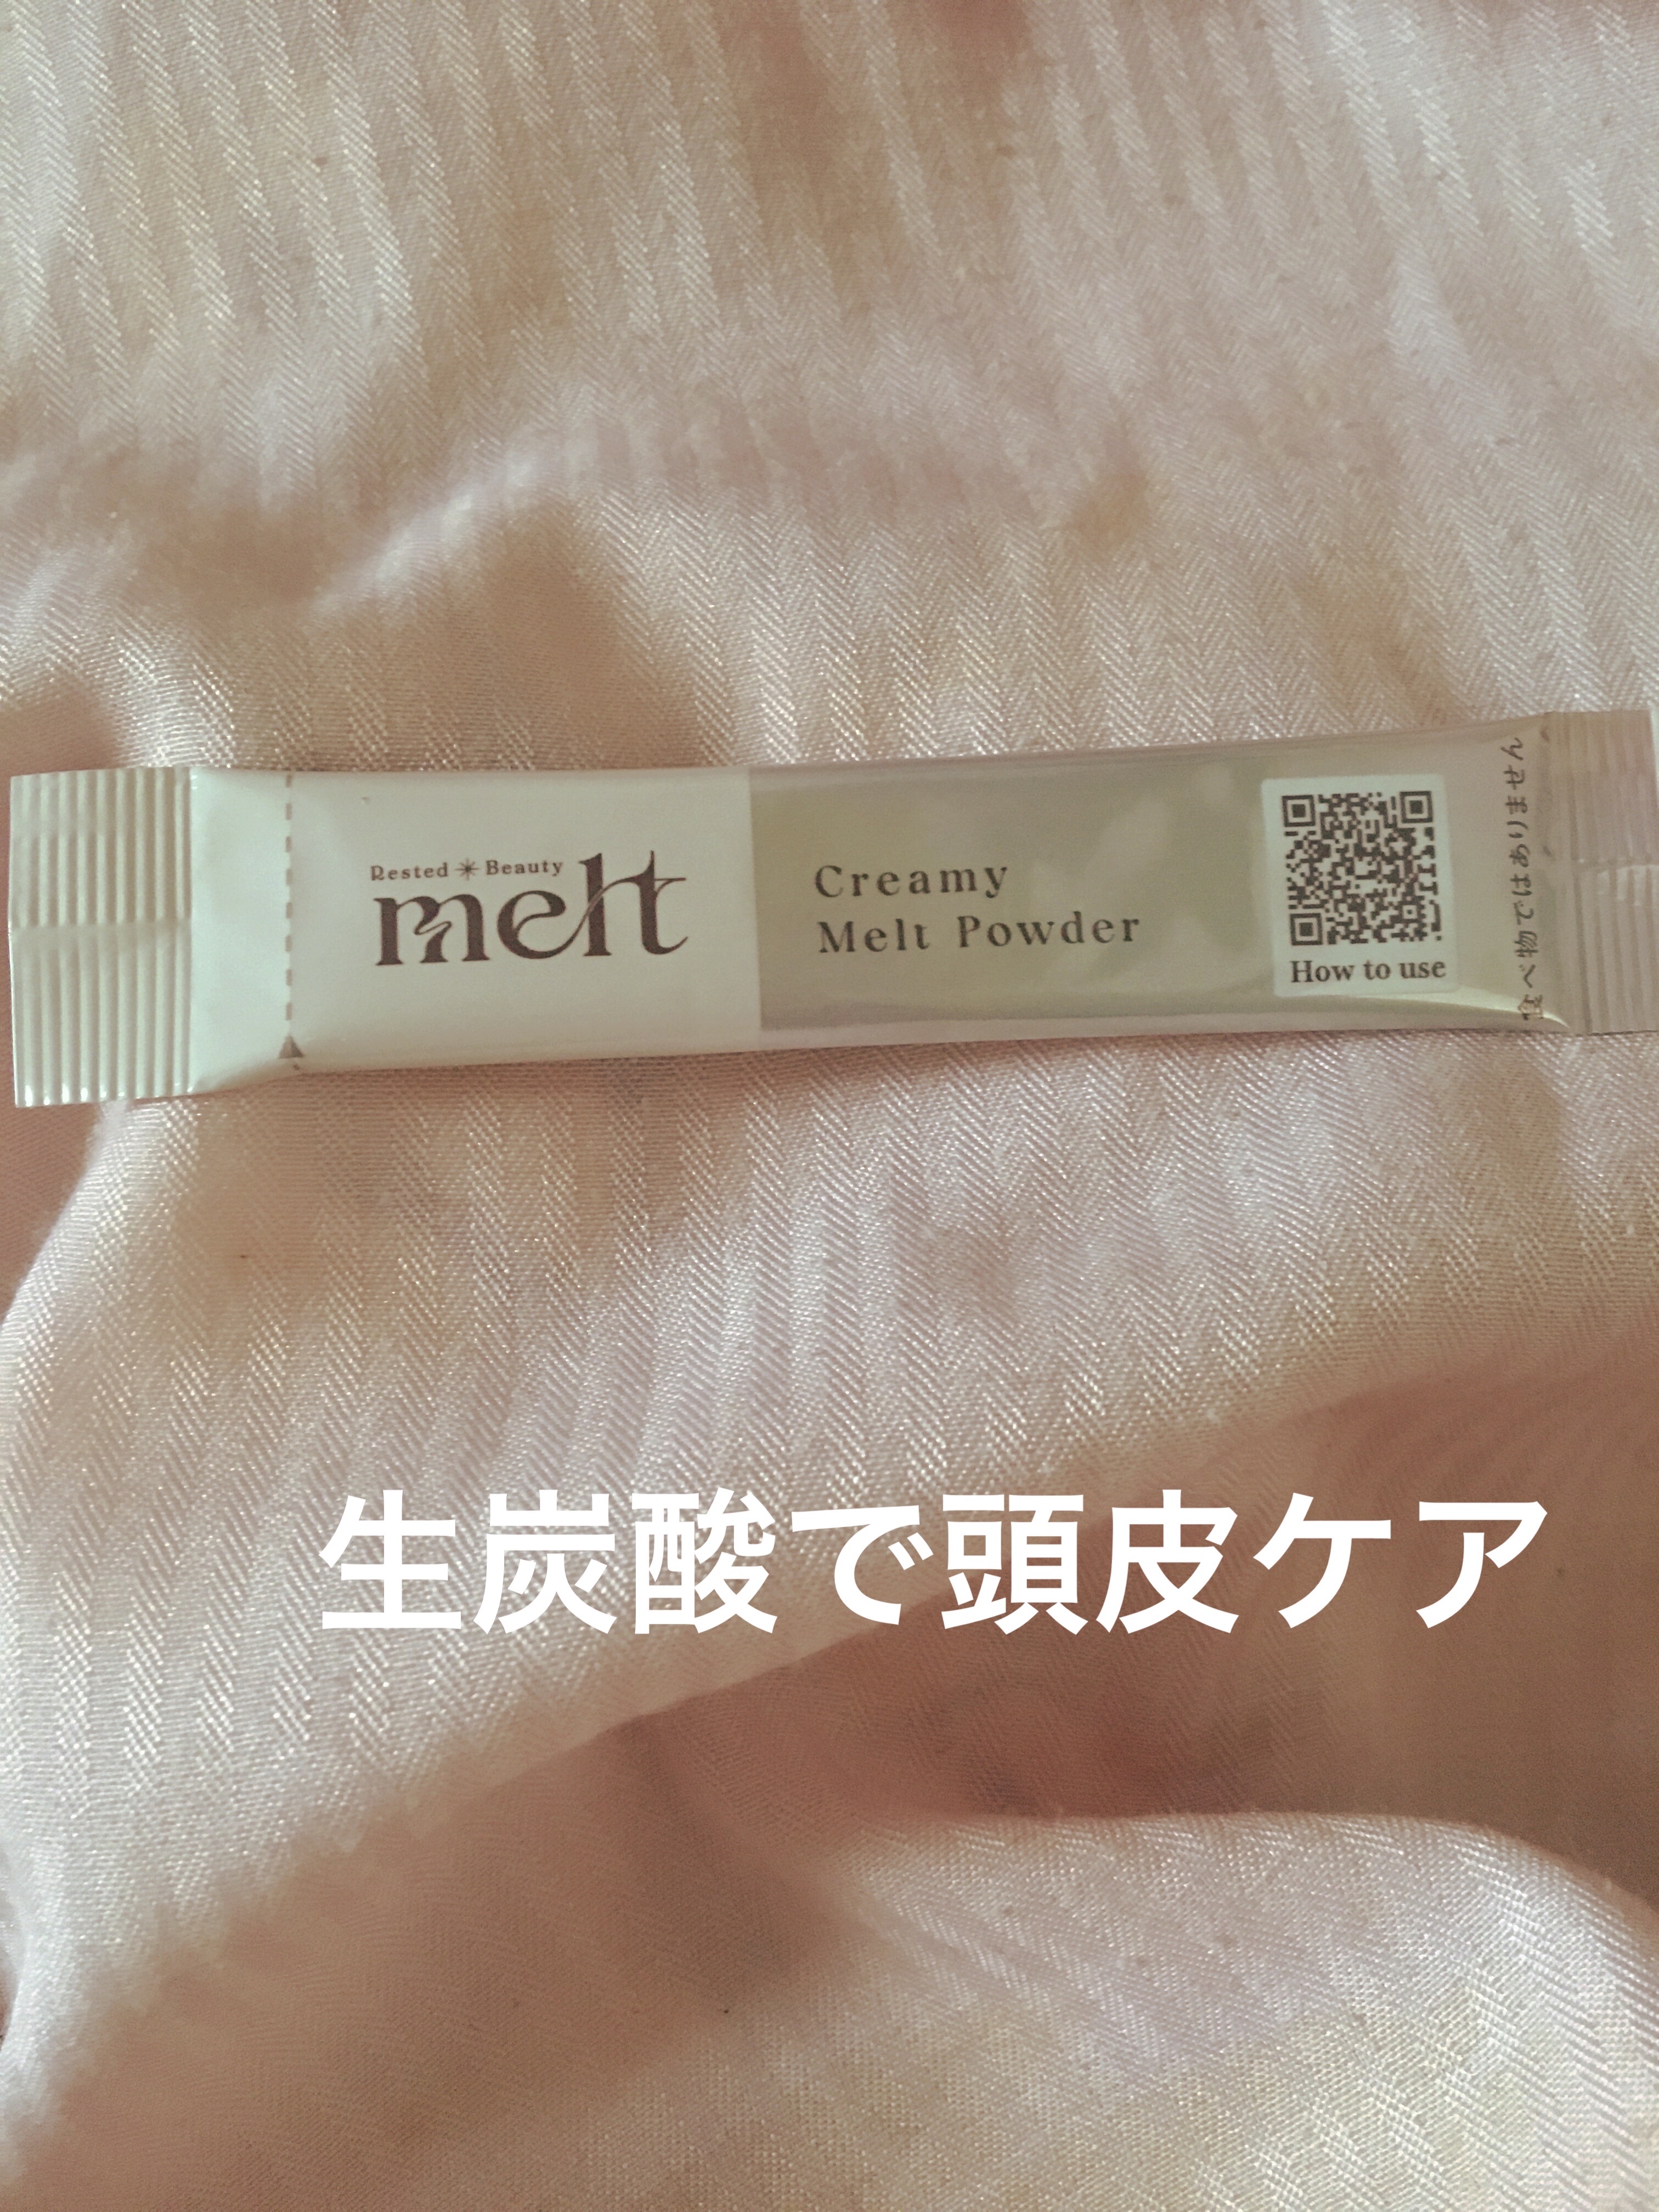 Rested Beauty
melt
Creamy
Melt Powder
How to use
食べ物ではありません
生炭酸で頭皮ケア